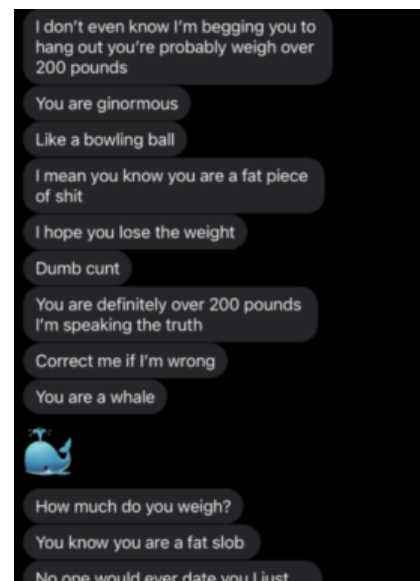 I don't even know I'm begging you to
hang out you're probably weigh over
200 pounds
You are ginormous
Like a bowling ball
I mean you know you are a fat piece
of shit
I hope you lose the weight
Dumb cunt
You are definitely over 200 pounds
I'm speaking the truth
Correct me if I'm wrong
You are a whale
How much do you weigh?
You know you are a fat slob
No one would ever date you I just